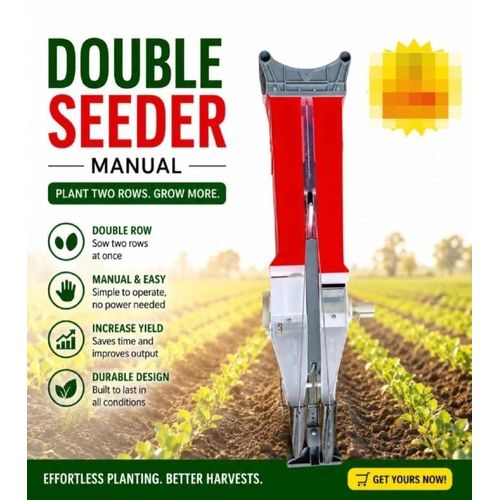 DOUBLE
SEEDER
MANUAL
PLANT TWO ROWS. GROW MORE.
DOUBLE ROW
Sow two rows
at once
MANUAL & EASY
Simple to operate,
no power needed
INCREASE YIELD
Saves time and
improves output
DURABLE DESIGN
Built to last in
all conditions
EFFORTLESS PLANTING. BETTER HARVESTS.
GET YOURS NOW!